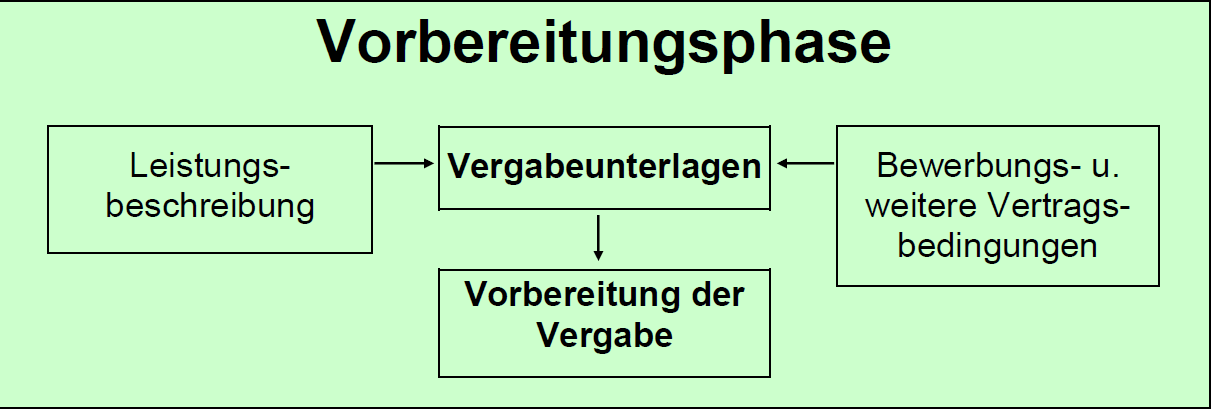 Vorbereitungsphase
Leistungs-
beschreibung
Vergabeunterlagen
Bewerbungs- u.
weitere Vertrags-
bedingungen
Vorbereitung der
Vergabe